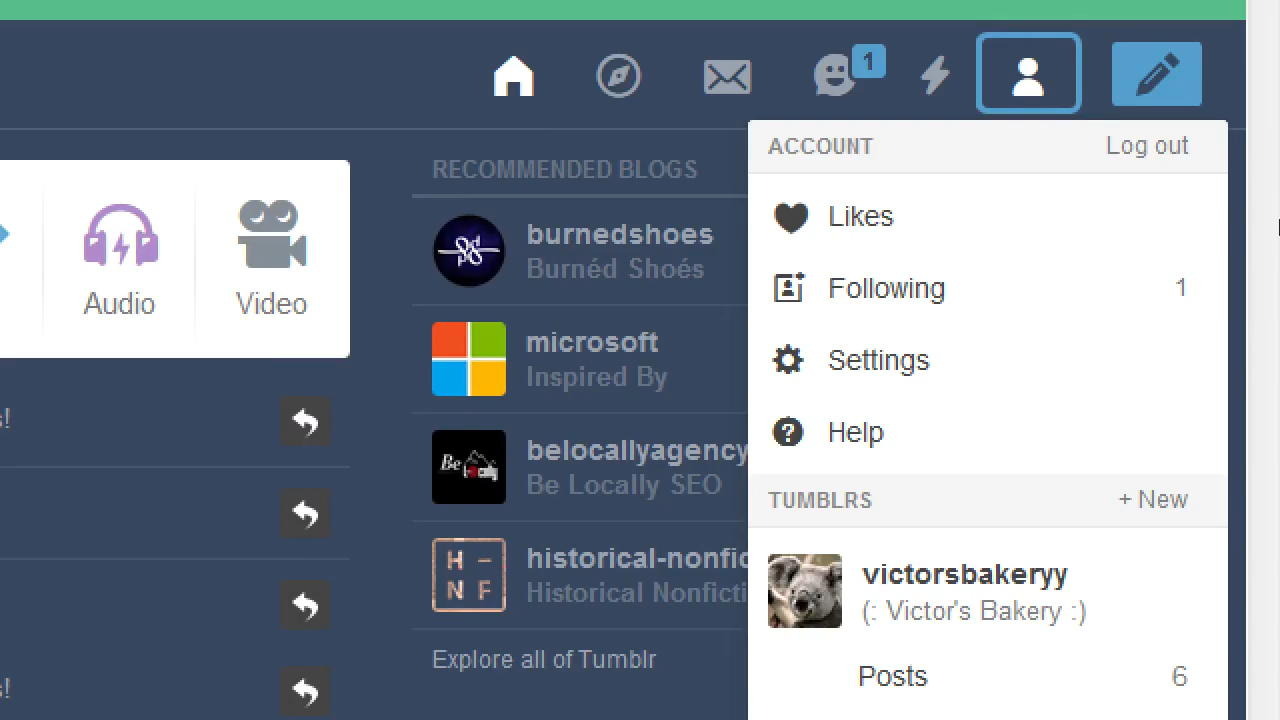 1
ACCOUNT Log out
Likes
Following 1
Settings
Help
TUMBLRS + New
victorsbakeryy
(: Victor's Bakery :)
Posts 6
RECOMMENDED BLOGS
burnedshoes
Burnéd Shoés
microsoft
Inspired By
Be
belocallyagency
Be Locally SEO
H –
N F
historical-nonfic
Historical Nonficti
Explore all of Tumblr
Audio
Video
s!
s!